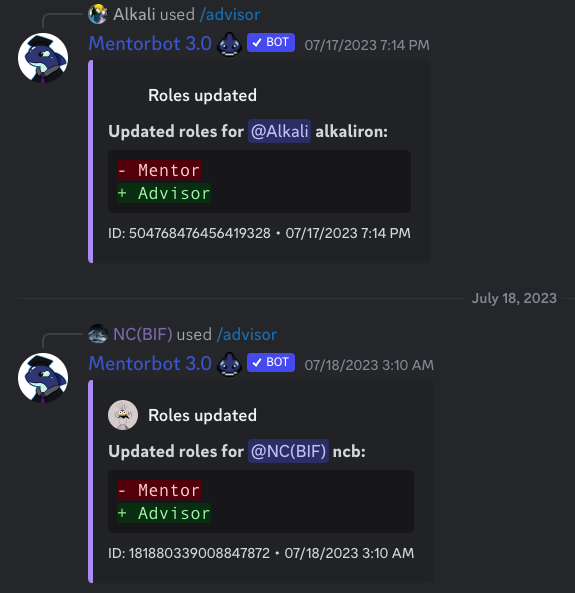 Alkali used /advisor
Mentorbot 3.0 ✓ BOT 07/17/2023 7:14 PM
Roles updated
Updated roles for @Alkali alkaliron:
- Mentor
+ Advisor
ID: 504768476456419328 • 07/17/2023 7:14 PM
July 18, 2023
NC(BIF) used /advisor
Mentorbot 3.0 ✓ BOT 07/18/2023 3:10 AM
Roles updated
Updated roles for @NC(BIF) ncb:
- Mentor
+ Advisor
ID: 181880339008847872 • 07/18/2023 3:10 AM